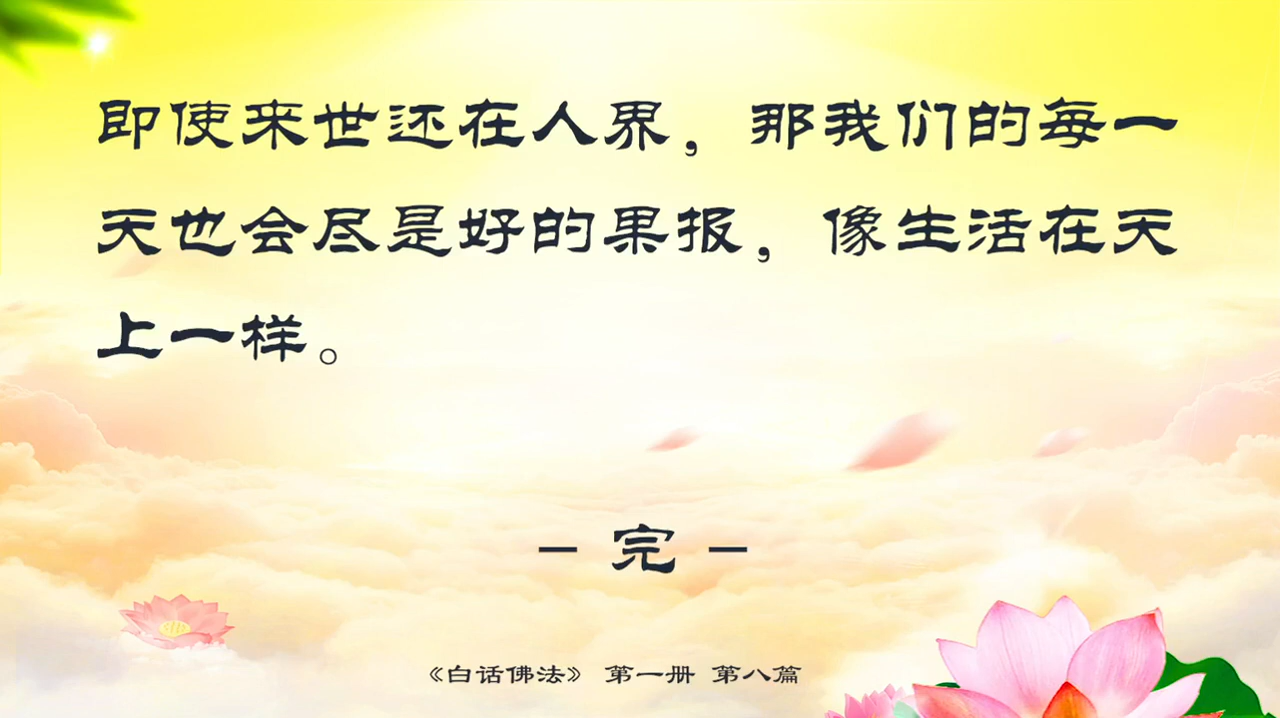 即使来世还在人界，那我们的每一
天也会尽是好的果报，像生活在天
上一样。
- 完 -
《白话佛法》 第一册 第八篇